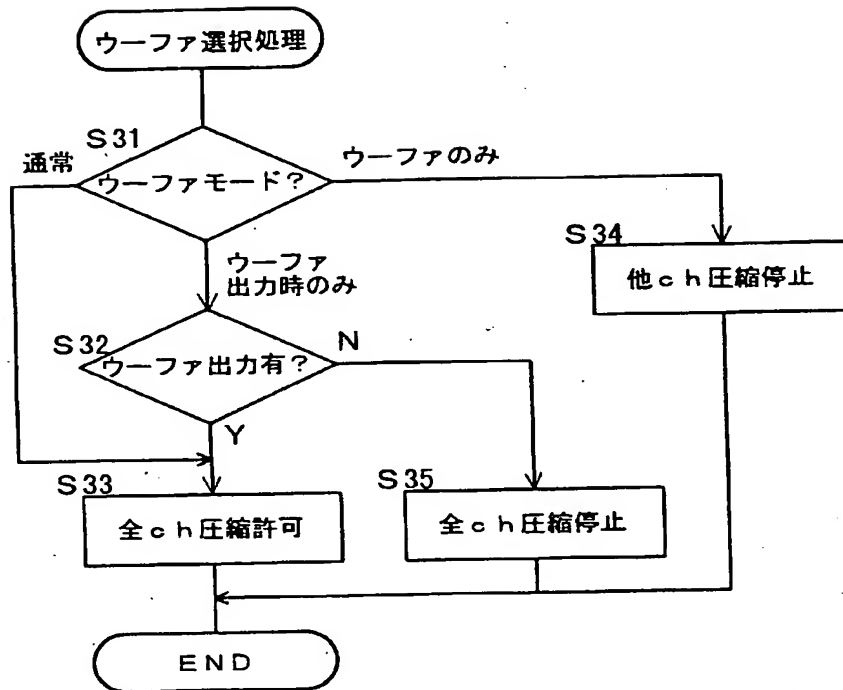 ウーファ選択処理
S31
通常
ウーファモード?
ウーファのみ
S34
他ch圧縮停止
ウーファ
出力時のみ
S32
ウーファ出力有?
N
Y
S33
全ch圧縮許可
S35
全ch圧縮停止
END